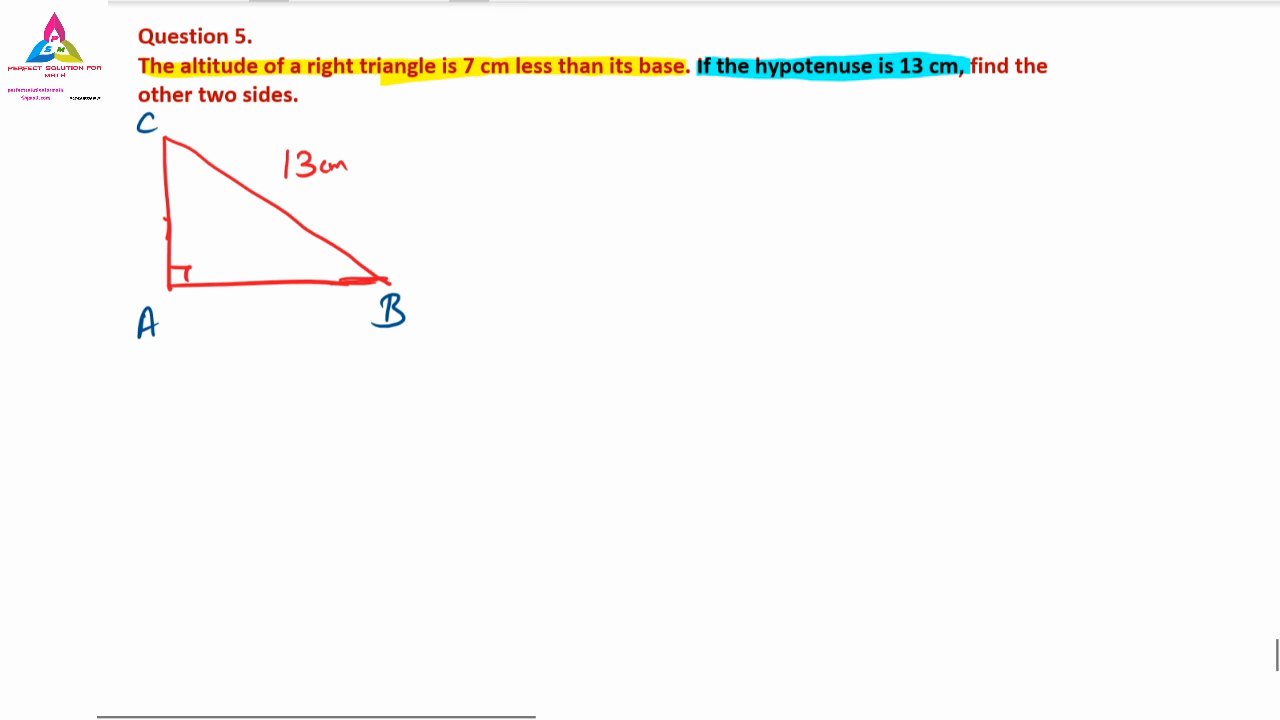 P
S M
PERFECT SOLUTION FOR
MATH
Question 5.
The altitude of a right triangle is 7 cm less than its base. If the hypotenuse is 13 cm, find the
other two sides.
C
13cm
A
B